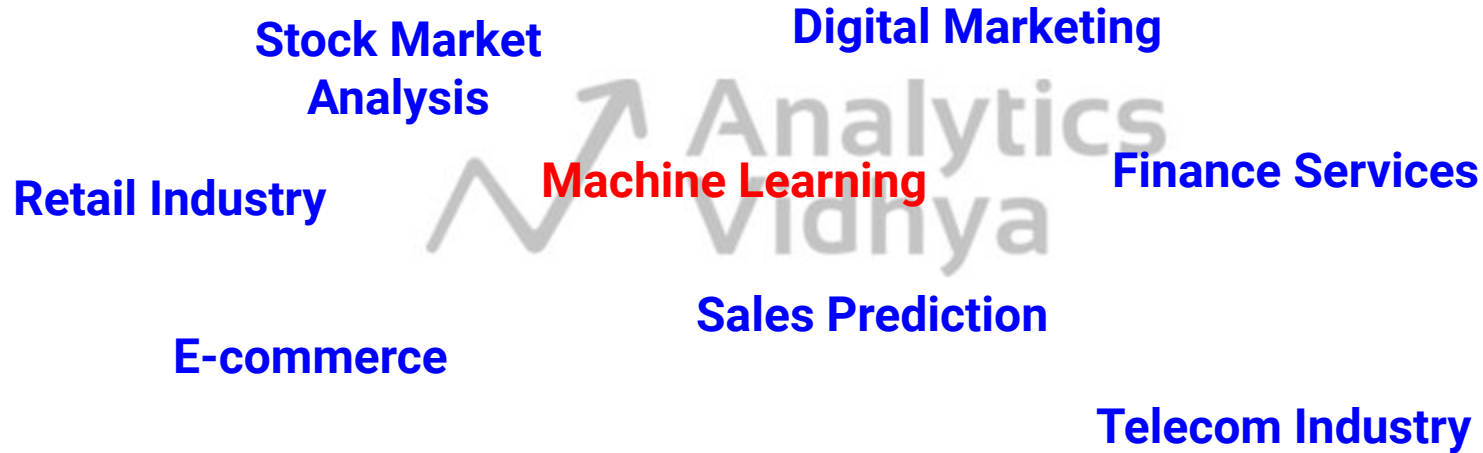 Stock Market
Analysis
Digital Marketing
Analytics
Vidhya
Machine Learning
Finance Services
Retail Industry
Sales Prediction
E-commerce
Telecom Industry